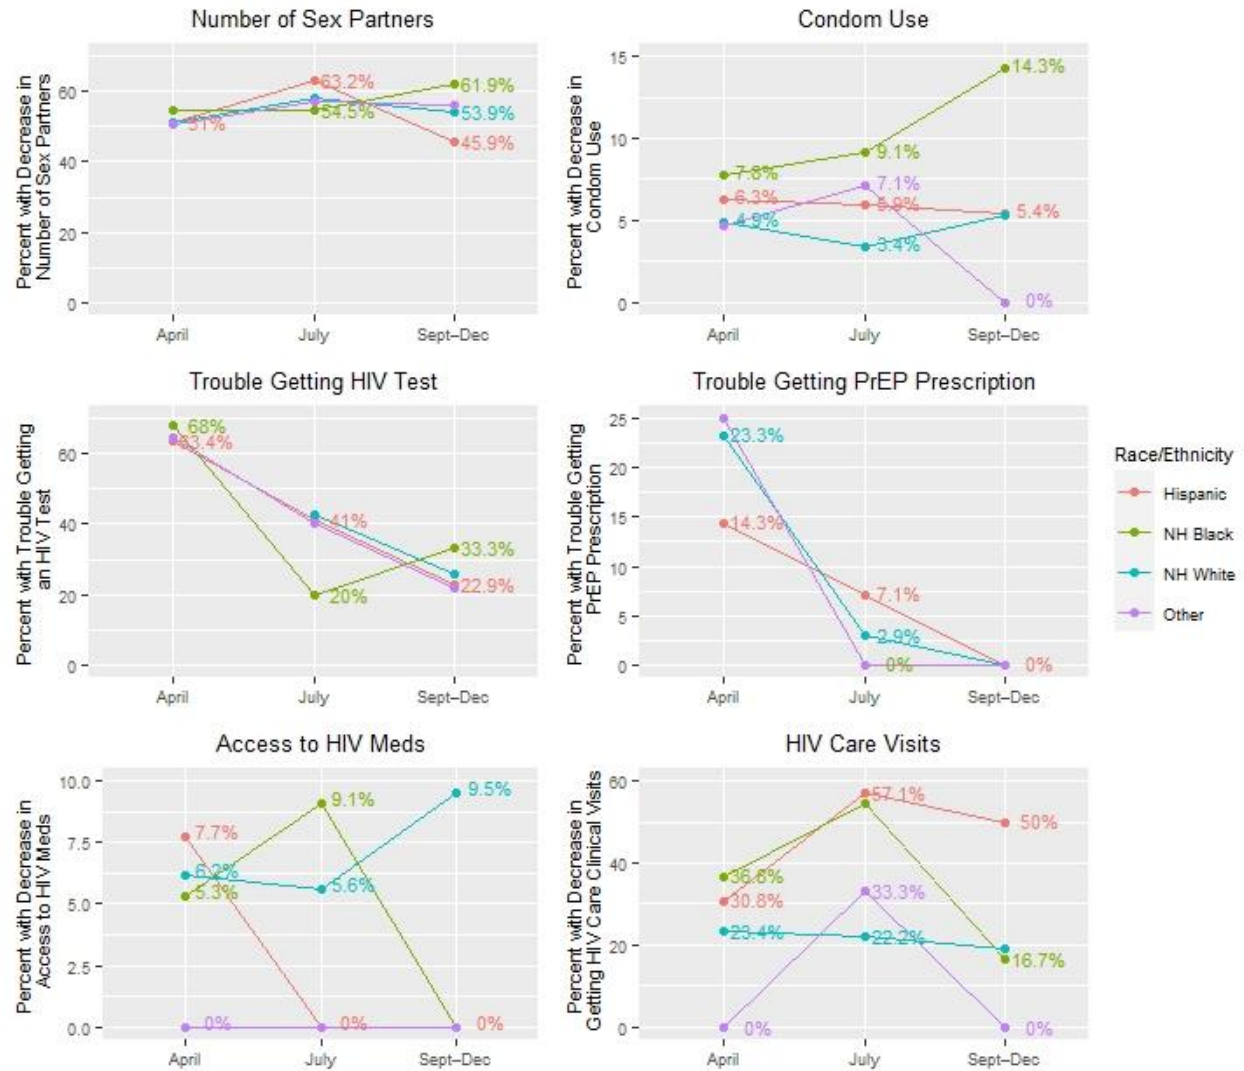 Number of Sex Partners
Percent with Decrease in
Number of Sex Partners
60
40
20
0
51%
63.2%
54.5%
61.9%
53.9%
45.9%
April
July
Sept–Dec
Condom Use
Percent with Decrease in
Condom Use
15
10
5
0
7.8%
6.3%
4.9%
9.1%
7.1%
5.9%
3.4%
14.3%
5.4%
0%
April
July
Sept–Dec
Trouble Getting HIV Test
Percent with Trouble Getting
an HIV Test
60
40
20
0
68%
63.4%
41%
20%
33.3%
22.9%
April
July
Sept–Dec
Trouble Getting PrEP Prescription
Percent with Trouble Getting
PrEP Prescription
25
20
15
10
5
0
23.3%
14.3%
7.1%
2.9%
0%
0%
April
July
Sept–Dec
Race/Ethnicity
Hispanic
NH Black
NH White
Other
Access to HIV Meds
Percent with Decrease in
Access to HIV Meds
10.0
7.5
5.0
2.5
0.0
7.7%
6.2%
5.3%
0%
9.1%
5.6%
0%
9.5%
0%
April
July
Sept–Dec
HIV Care Visits
Percent with Decrease in
Getting HIV Care Clinical Visits
60
40
20
0
36.8%
30.8%
23.4%
0%
57.1%
33.3%
22.2%
50%
16.7%
0%
April
July
Sept–Dec